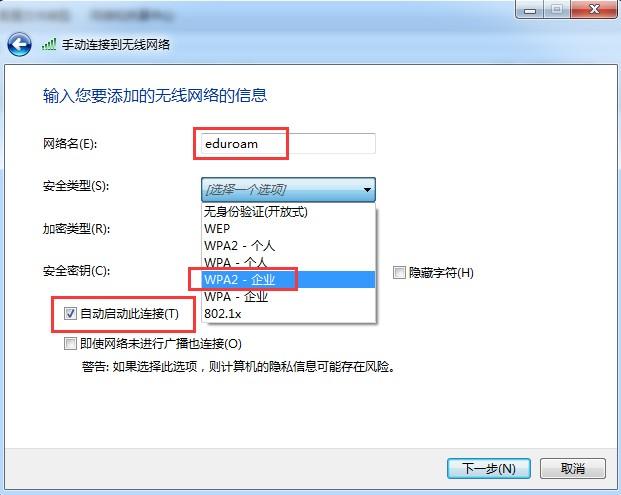 手动连接到无线网络
输入您要添加的无线网络的信息
网络名(E):
eduroam
安全类型(S):
[选择一个选项]
无身份验证(开放式)
WEP
WPA2 - 个人
WPA - 个人
WPA2 - 企业
WPA - 企业
802.1x
加密类型(R):
安全密钥(C):
隐藏字符(H)
自动启动此连接(T)
即使网络未进行广播也连接(O)
警告: 如果选择此选项，则计算机的隐私信息可能存在风险。
下一步(N)
取消